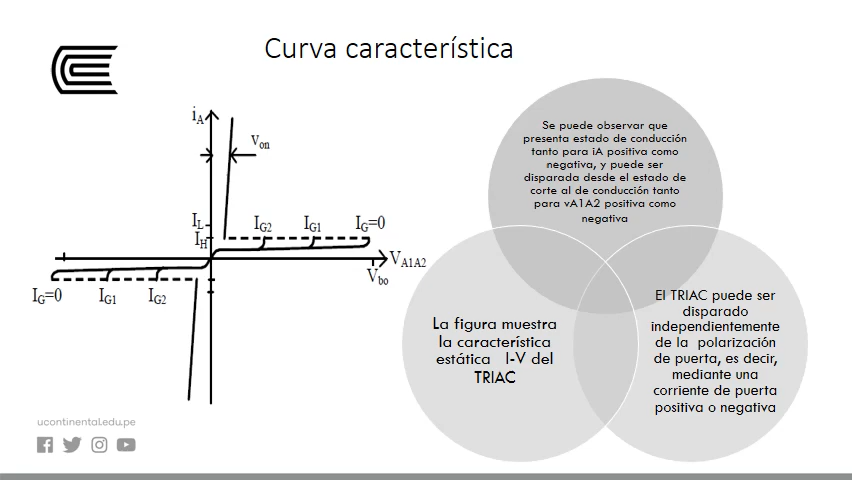 Curva característica
iA
Von
IL
IH
IG2
IG1
IG=0
VA1A2
Vbo
IG=0
IG1
IG2
Se puede observar que
presenta estado de conducción
tanto para iA positiva como
negativa, y puede ser
disparada desde el estado de
corte al de conducción tanto
para vA1A2 positiva como
negativa
La figura muestra
la característica
estática I-V del
TRIAC
El TRIAC puede ser
disparado
independientemente
de la polarización
de puerta, es decir,
mediante una
corriente de puerta
positiva o negativa
ucontinental.edu.pe